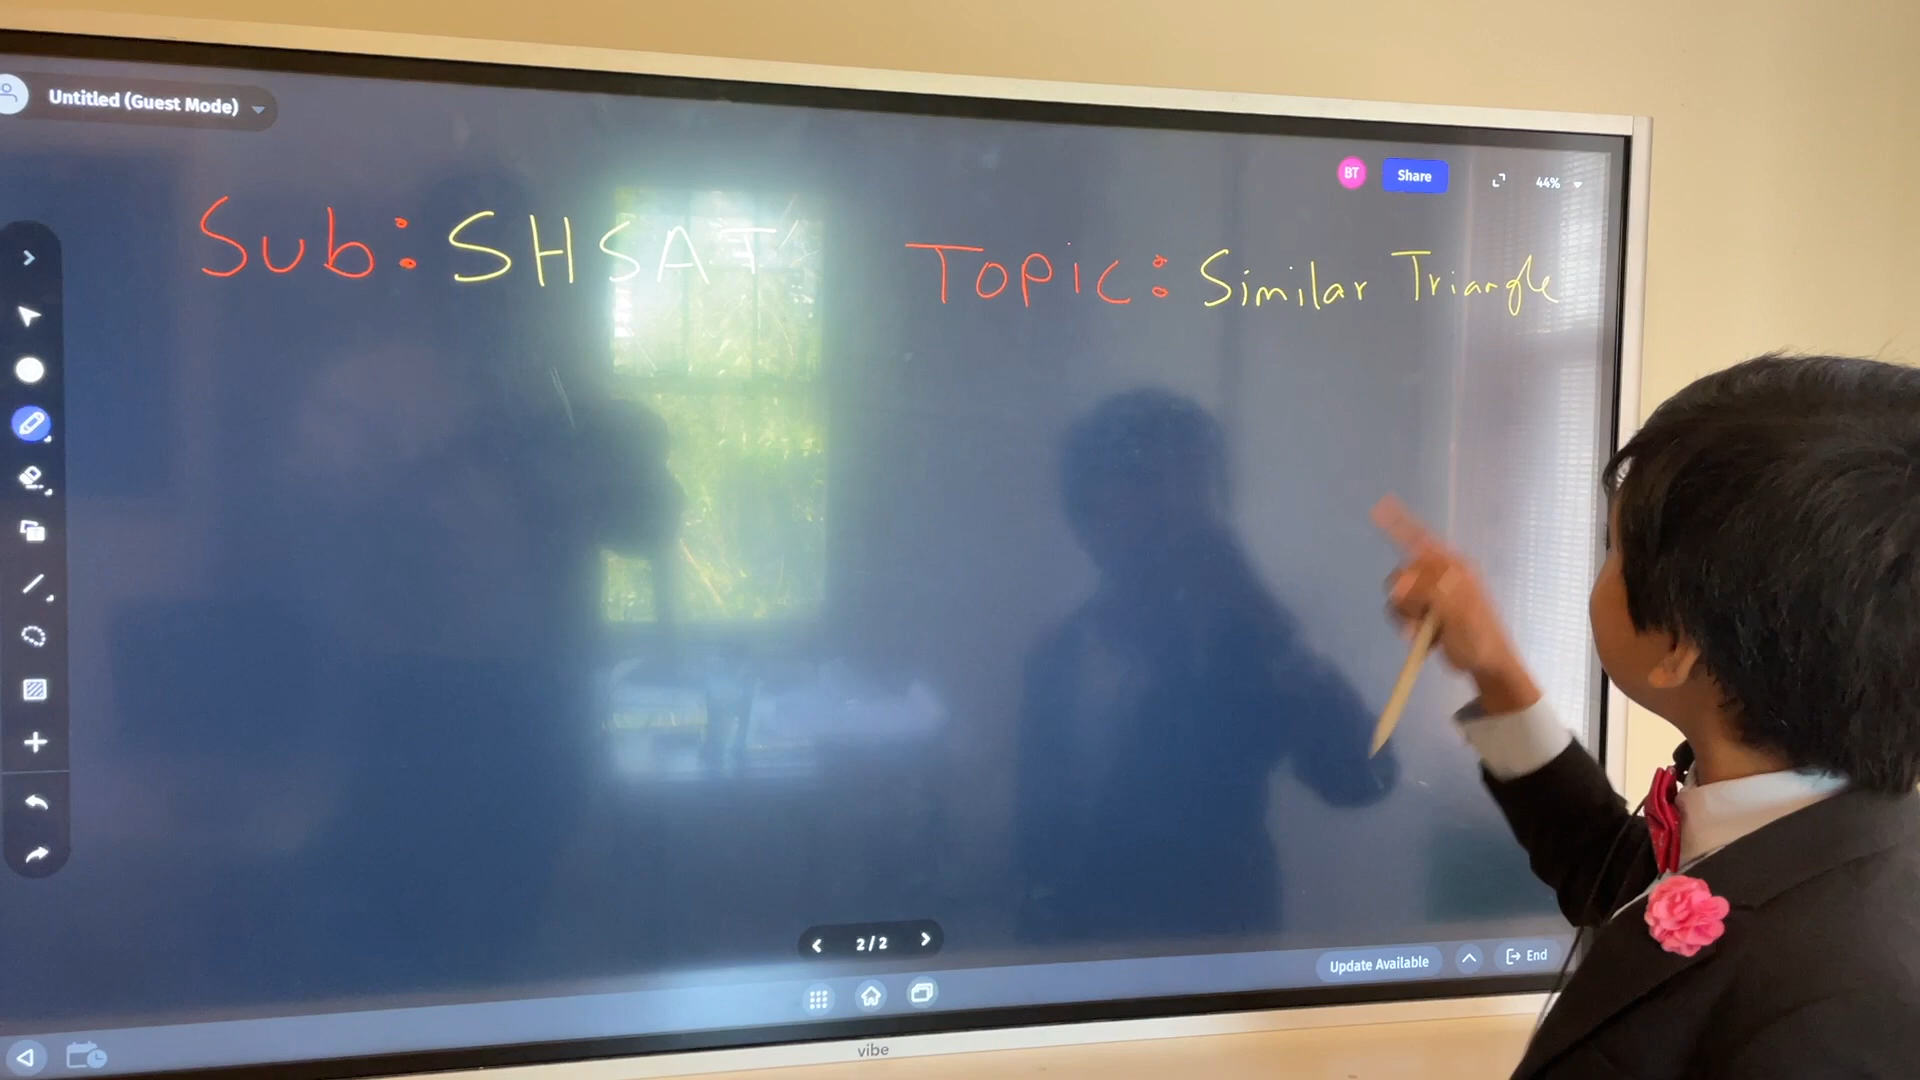 Untitled (Guest Mode)
BT Share 44%
Sub: SHSAT Topic: Similar Triangle
2/2
Update Available End
vibe